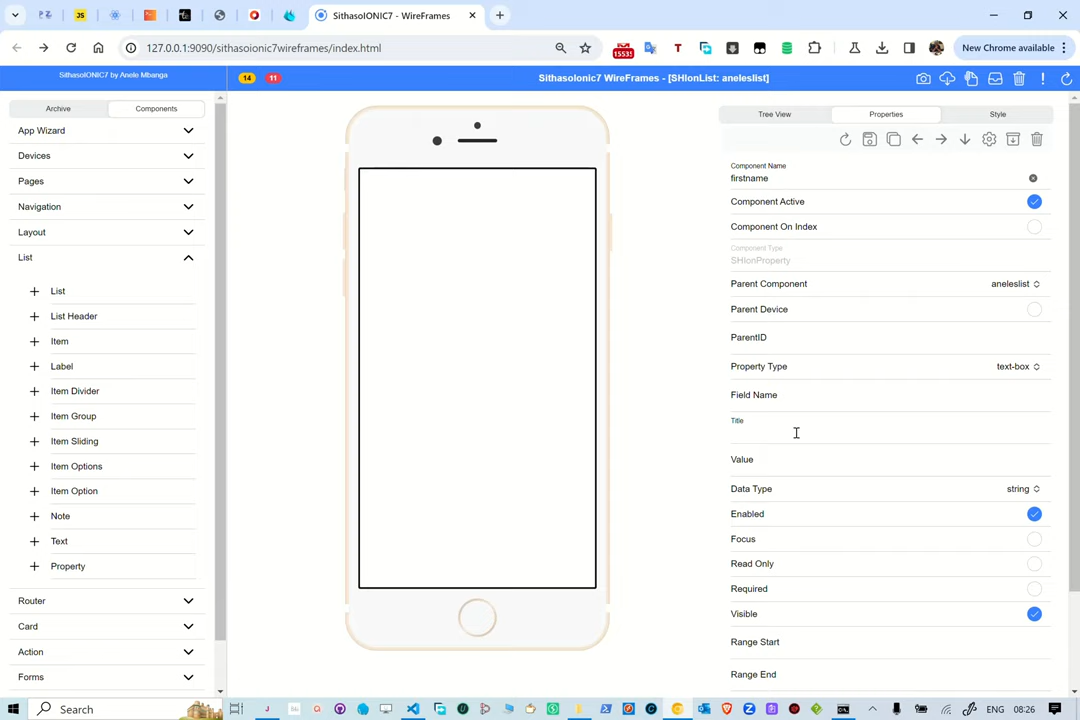 JS
SithasoIONIC7 - WireFrames
127.0.0.1:9090/sithasoionic7wireframes/index.html
15531
T
New Chrome available
SithasoIONIC7 by Anele Mbanga
14
11
SithasoIonic7 WireFrames - [SHIonList: aneleslist]
Archive
Components
Tree View
Properties
Style
App Wizard
Devices
Pages
Navigation
Layout
List
List
List Header
Item
Label
Item Divider
Item Group
Item Sliding
Item Options
Item Option
Note
Text
Property
Router
Card
Action
Forms
Component Name
firstname
Component Active
Component On Index
Component Type
SHIonProperty
Parent Component
aneleslist
Parent Device
ParentID
Property Type
text-box
Field Name
Title
Value
Data Type
string
Enabled
Focus
Read Only
Required
Visible
Range Start
Range End
Search
ENG
08:26